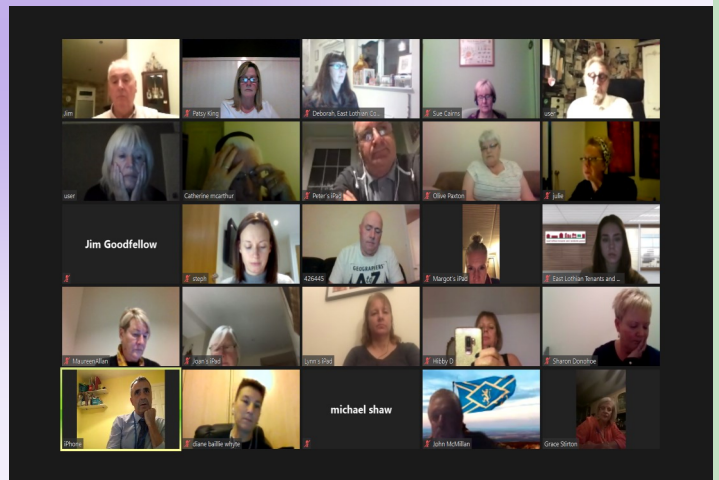 Jim
Patsy King
Deborah, East Lothian Co...
Sue Cairns
user
user
Catherine mcarthur
Peter's iPad
Olive Paxton
julie
Jim Goodfellow
steph
426445
Margot's iPad
East Lothian Tenants and ...
MaureenAllan
Joan's iPad
Lynn's iPad
Hibby D
Sharon Donohoe
iPhone
diane baillie whyte
michael shaw
John McMillan
Grace Stirton